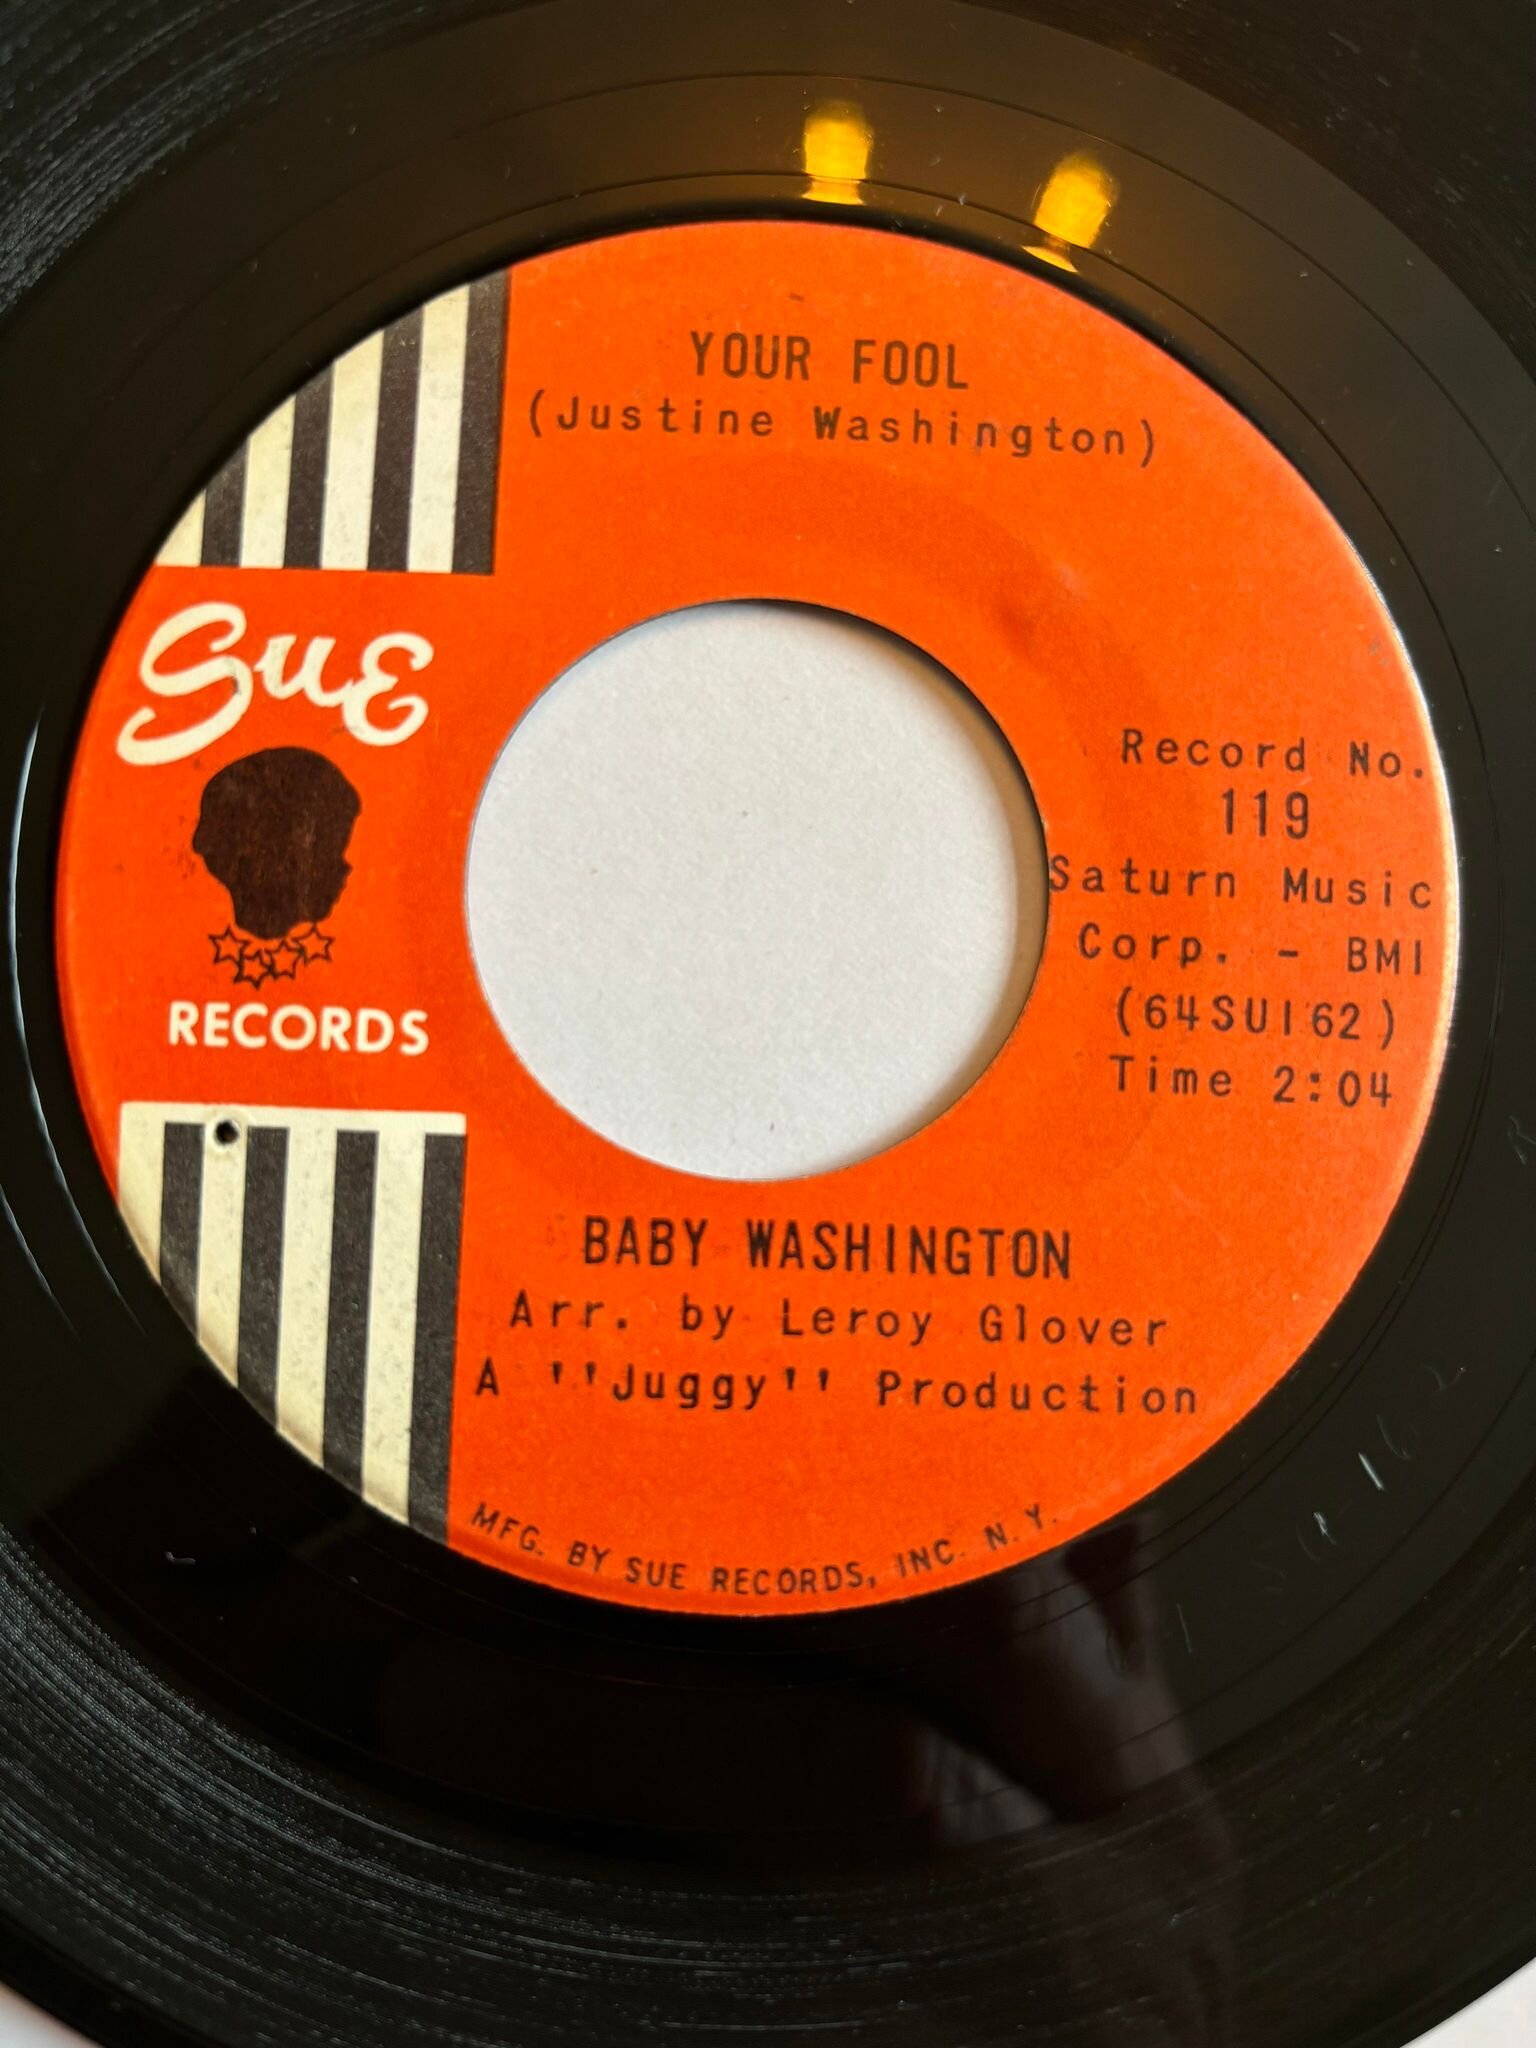 YOUR FOOL
(Justine Washington)
Sue
RECORDS
Record No.
119
Saturn Music
Corp. - BMI
(64SU162)
Time 2:04
BABY WASHINGTON
Arr. by Leroy Glover
A "Juggy" Production
MFG. BY SUE RECORDS, INC. N.Y.